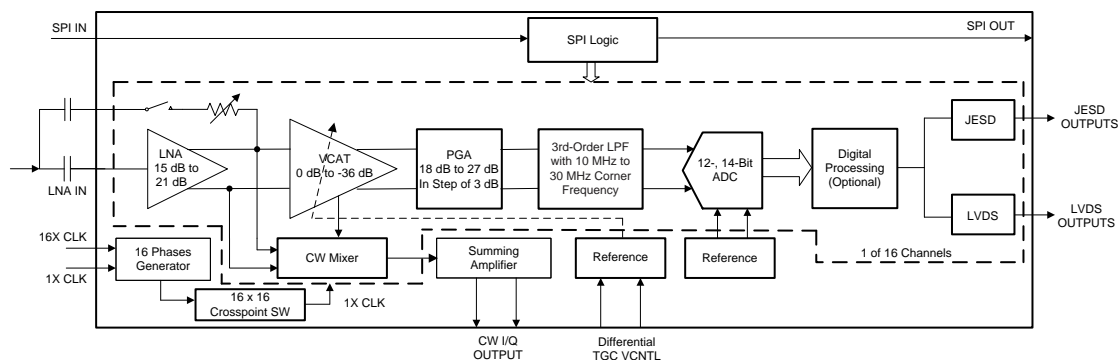 SPI IN
SPI Logic
SPI OUT
LNA
15 dB to
21 dB
LNA IN
VCAT
0 dB to -36 dB
PGA
18 dB to 27 dB
In Step of 3 dB
3rd-Order LPF
with 10 MHz to
30 MHz Corner
Frequency
12-, 14-Bit
ADC
Digital
Processing
(Optional)
JESD
JESD
OUTPUTS
LVDS
LVDS
OUTPUTS
16X CLK
1X CLK
16 Phases
Generator
CW Mixer
Summing
Amplifier
Reference
Reference
1 of 16 Channels
16 x 16
Crosspoint SW
1X CLK
CW I/Q
OUTPUT
Differential
TGC VCNTL